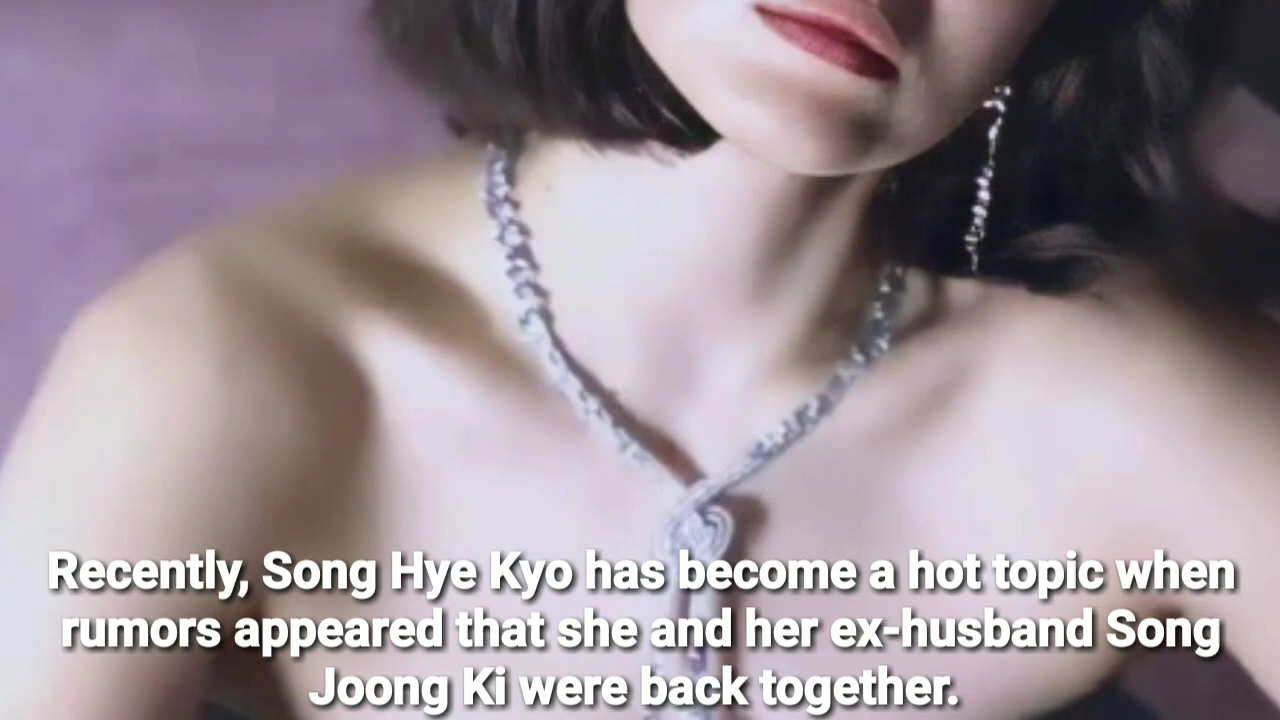 Recently, Song Hye Kyo has become a hot topic when
rumors appeared that she and her ex-husband Song
Joong Ki were back together.